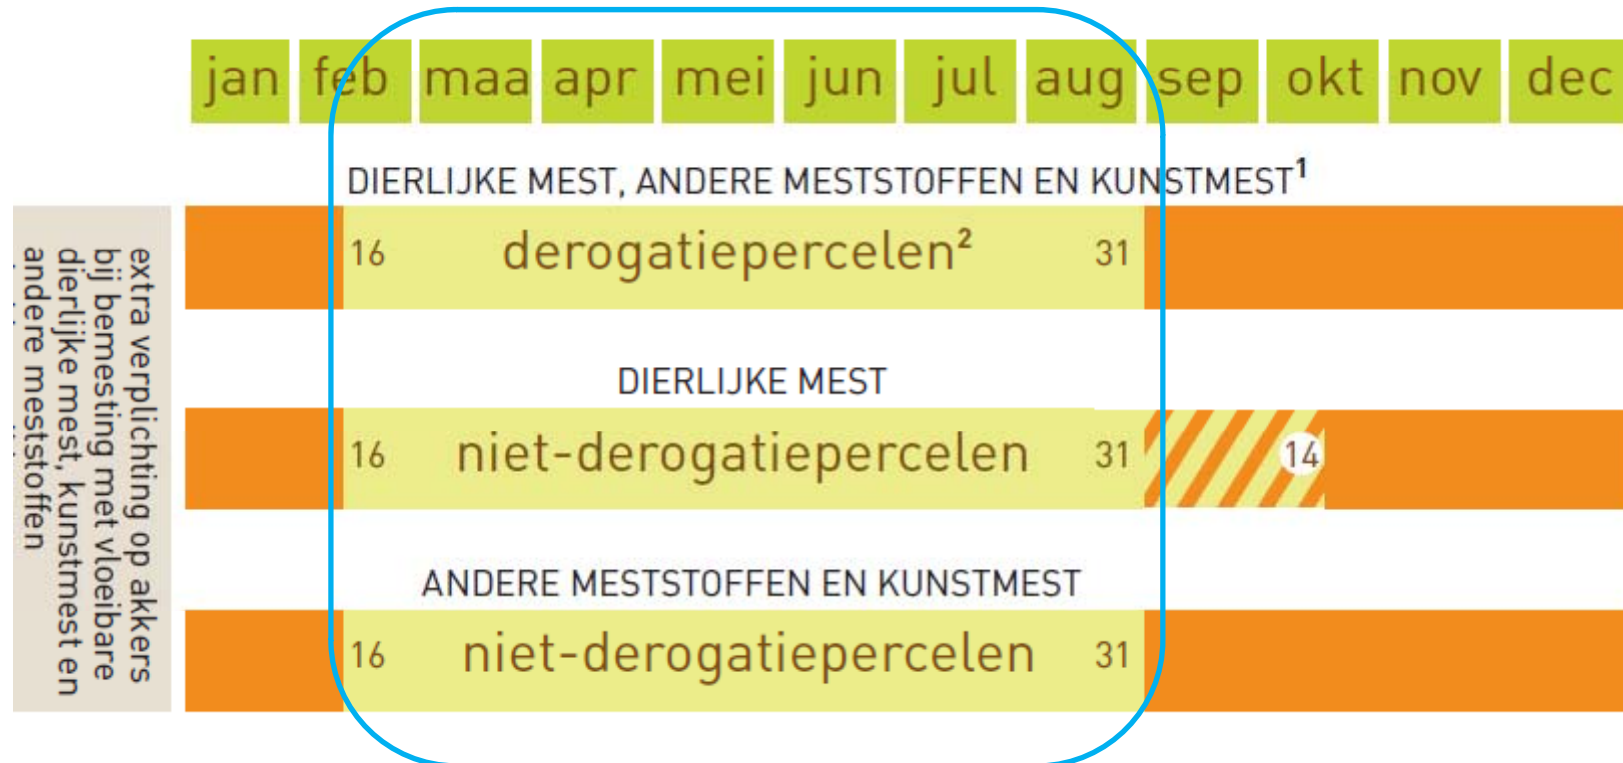 jan feb maa apr mei jun jul aug sep okt nov dec
DIERLIJKE MEST, ANDERE MESTSTOFFEN EN KUNSTMEST¹
16 derogatiepercelen² 31
DIERLIJKE MEST
16 niet-derogatiepercelen 31 14
ANDERE MESTSTOFFEN EN KUNSTMEST
16 niet-derogatiepercelen 31
extra verplichting op akkers
bij bemesting met vloeibare
dierlijke mest, kunstmest en
andere meststoffen